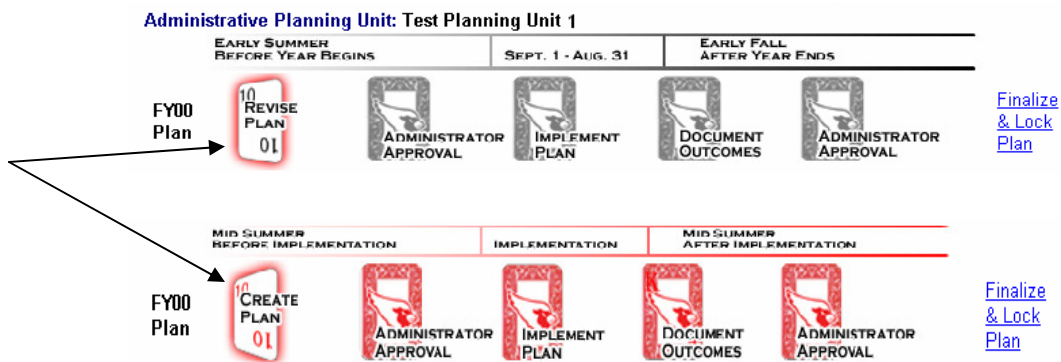 Administrative Planning Unit: Test Planning Unit 1
EARLY SUMMER
BEFORE YEAR BEGINS
SEPT. 1 - AUG. 31
EARLY FALL
AFTER YEAR ENDS
FY00
Plan
10
REVISE
PLAN
10
ADMINISTRATOR
APPROVAL
IMPLEMENT
PLAN
DOCUMENT
OUTCOMES
ADMINISTRATOR
APPROVAL
Finalize
& Lock
Plan
MID SUMMER
BEFORE IMPLEMENTATION
IMPLEMENTATION
MID SUMMER
AFTER IMPLEMENTATION
FY00
Plan
10
CREATE
PLAN
10
ADMINISTRATOR
APPROVAL
IMPLEMENT
PLAN
K
DOCUMENT
OUTCOMES
ADMINISTRATOR
APPROVAL
Finalize
& Lock
Plan